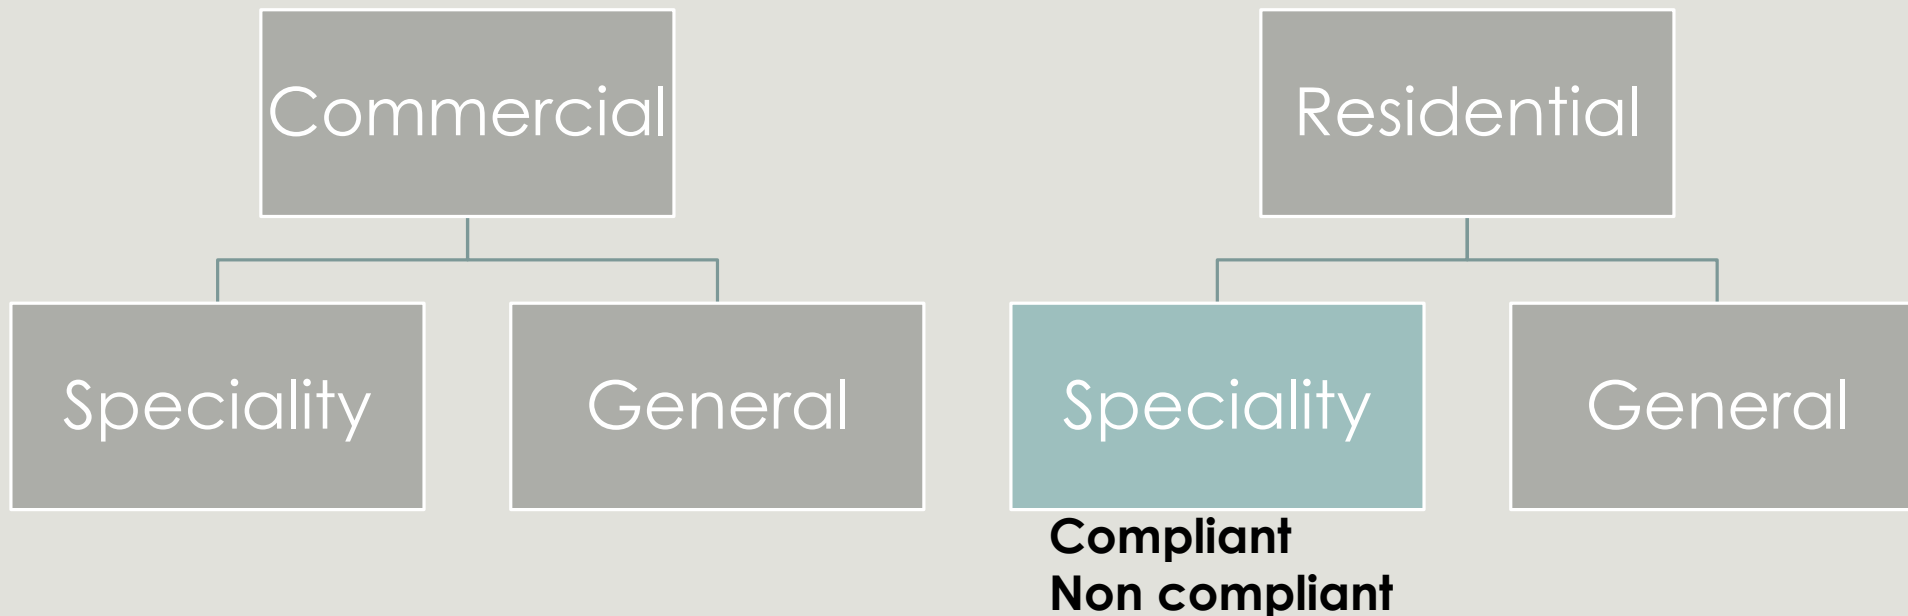 Commercial
Residential
Speciality
General
Speciality
General
Compliant
Non compliant